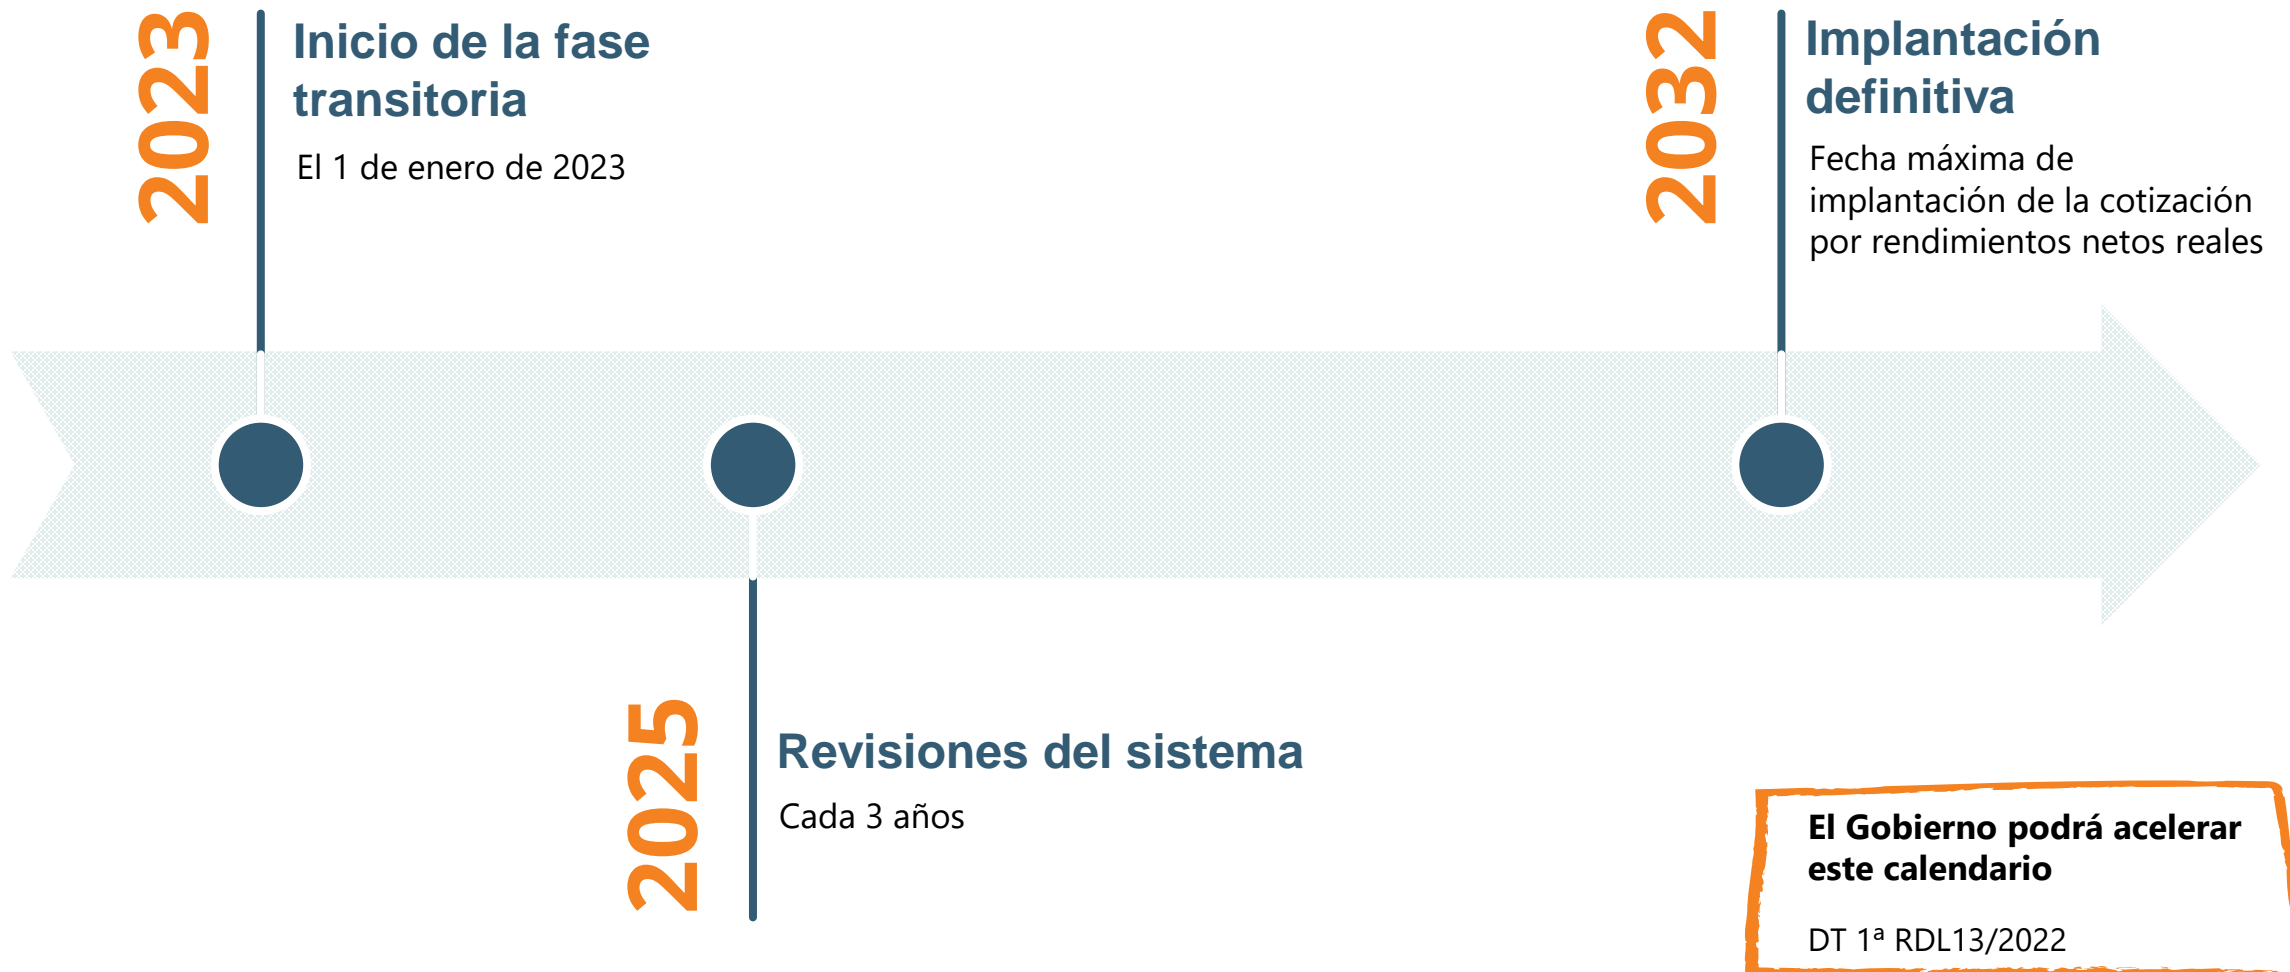 2023
Inicio de la fase
transitoria
El 1 de enero de 2023
2032
Implantación
definitiva
Fecha máxima de
implantación de la cotización
por rendimientos netos reales
2025
Revisiones del sistema
Cada 3 años
El Gobierno podrá acelerar
este calendario
DT 1ª RDL13/2022